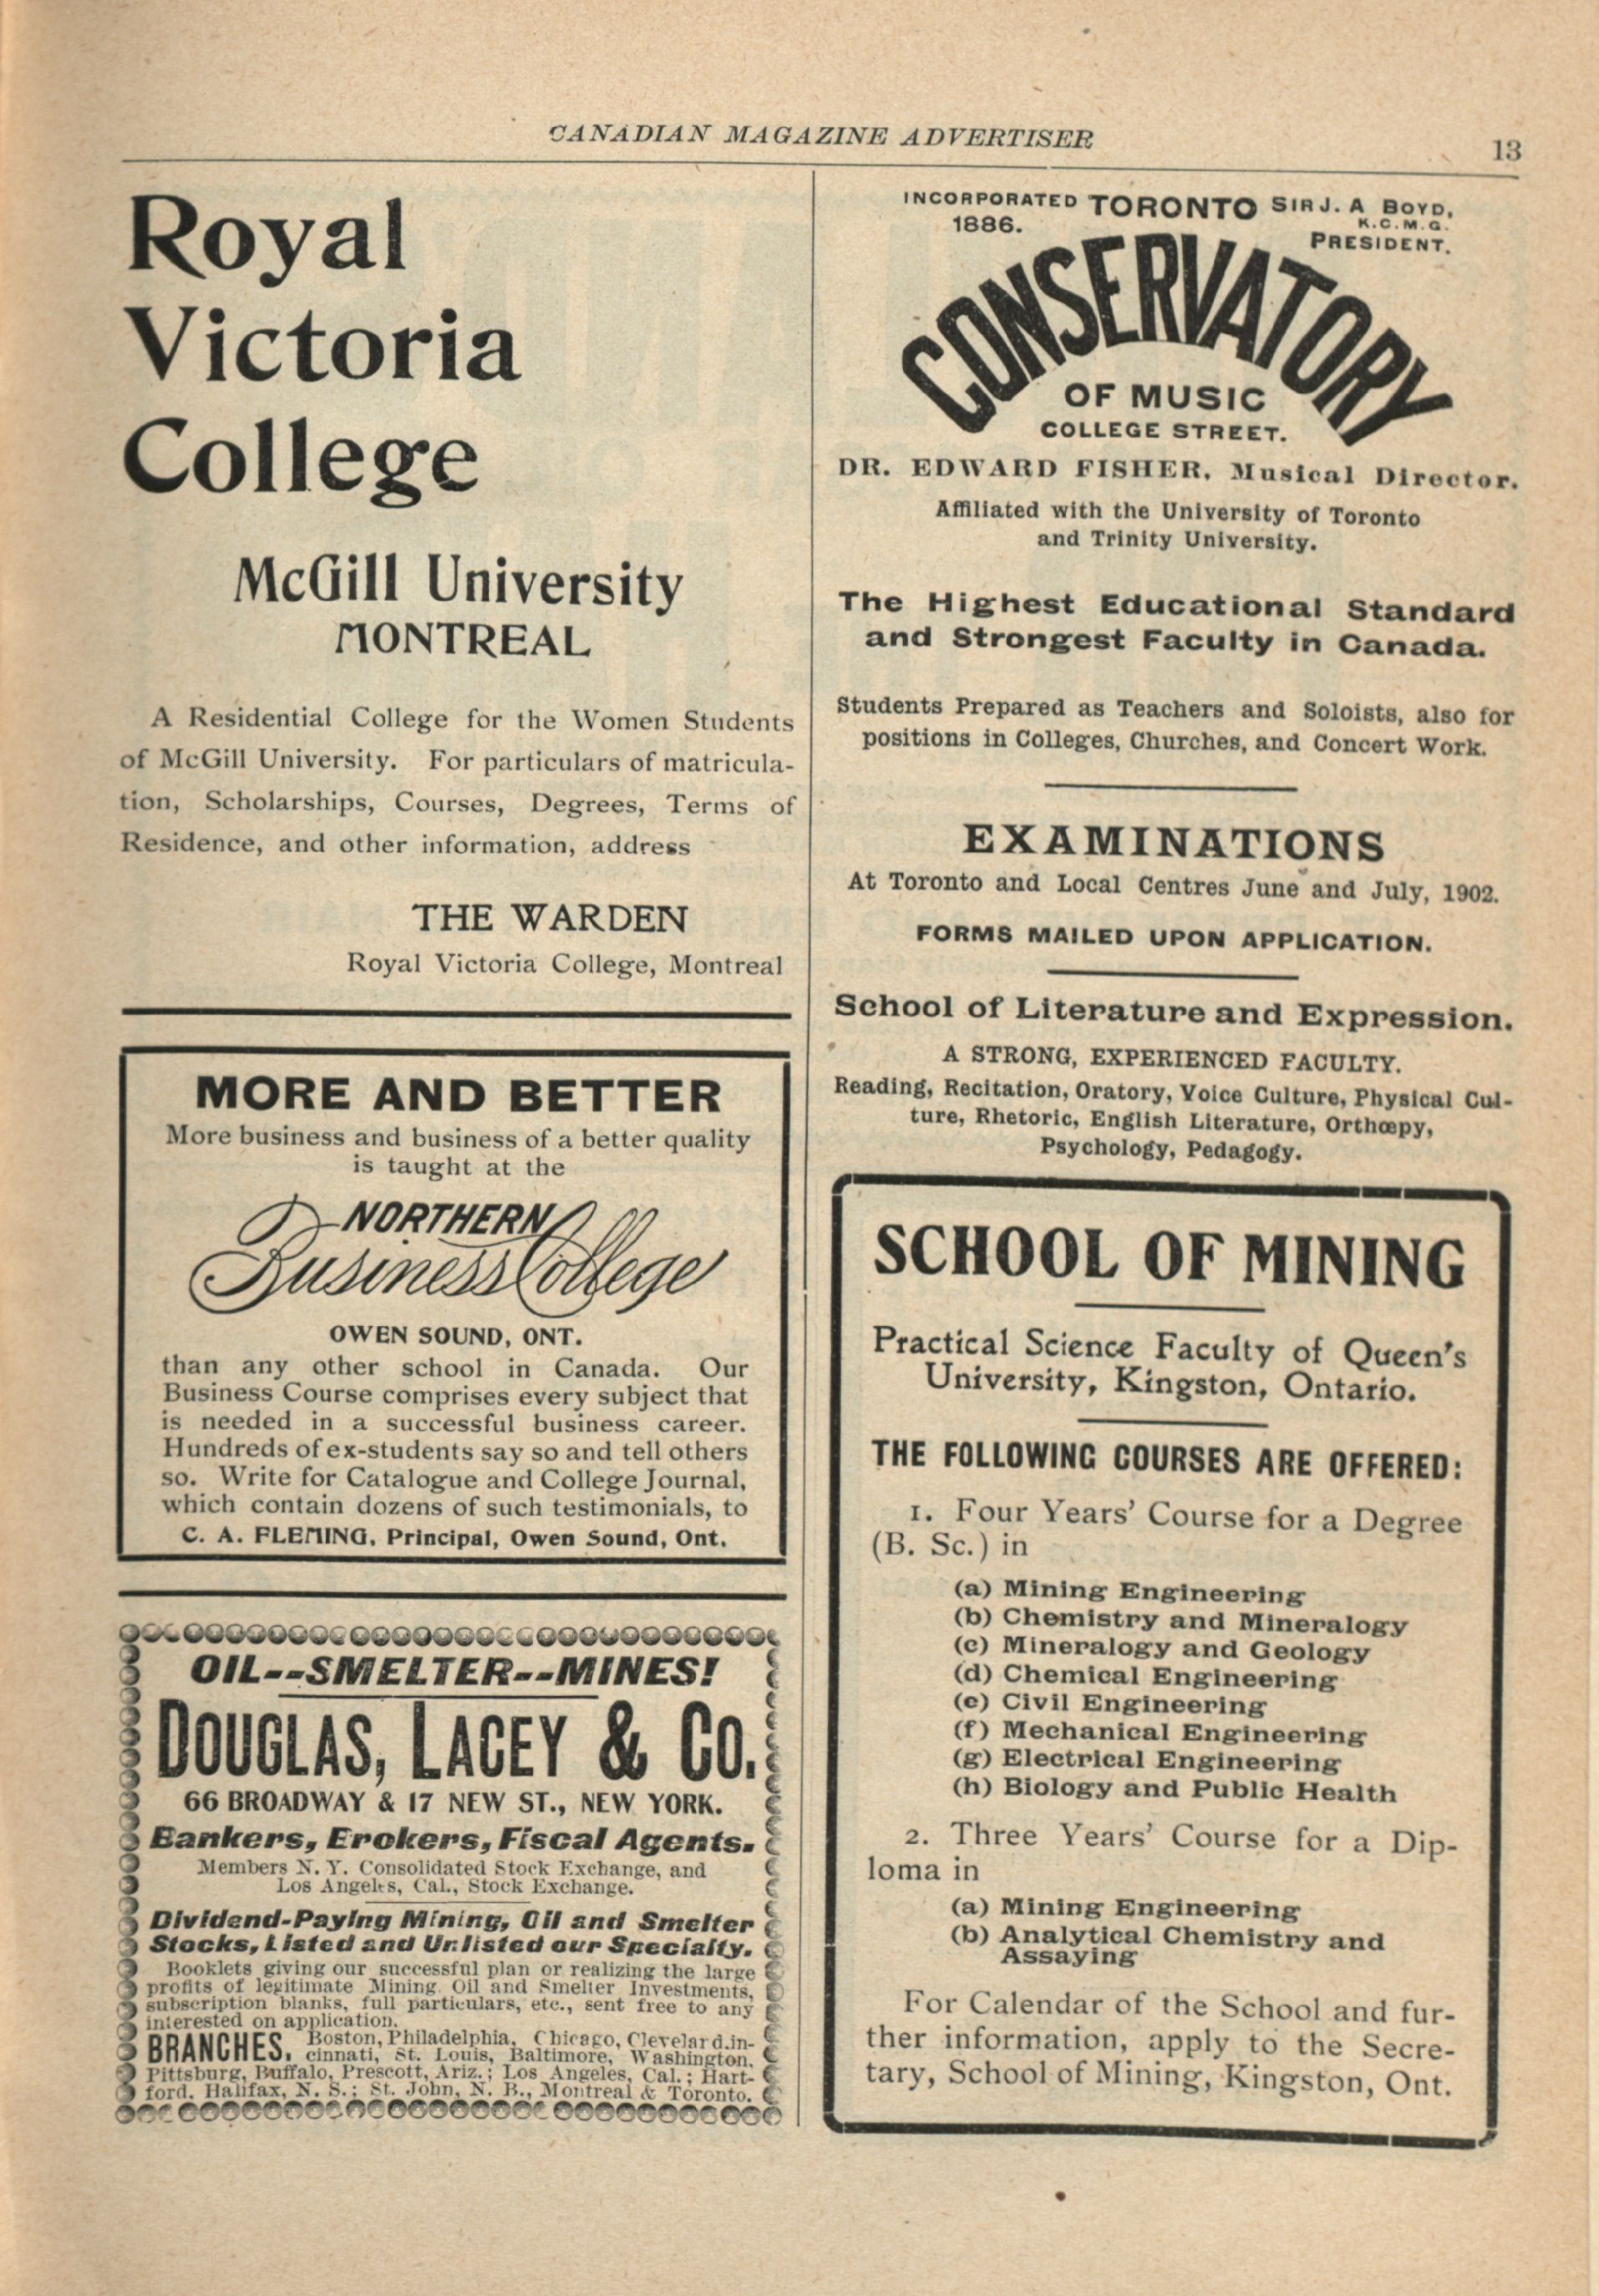 CANADIAN MAGAZINE ADVERTISER
13
Royal
Victoria
College
McGill University
MONTREAL
A Residential College for the Women Students
of McGill University. For particulars of matricula-
tion, Scholarships, Courses, Degrees, Terms of
Residence, and other information, address
THE WARDEN
Royal Victoria College, Montreal
MORE AND BETTER
More business and business of a better quality
is taught at the
NORTHERN
Business College
OWEN SOUND, ONT.
than any other school in Canada. Our
Business Course comprises every subject that
is needed in a successful business career.
Hundreds of ex-students say so and tell others
so. Write for Catalogue and College Journal,
which contain dozens of such testimonials, to
C. A. FLEMING, Principal, Owen Sound, Ont.
OIL--SMELTER--MINES!
DOUGLAS, LACEY & CO.
66 BROADWAY & 17 NEW ST., NEW YORK.
Bankers, Brokers, Fiscal Agents.
Members N. Y. Consolidated Stock Exchange, and
Los Angeles, Cal., Stock Exchange.
Dividend-Paying Mining, Oil and Smelter
Stocks, Listed and Unlisted our Specialty.
Booklets giving our successful plan or realizing the large
profits of legitimate Mining, Oil and Smelter Investments,
subscription blanks, full particulars, etc., sent free to any
interested on application.
BRANCHES. Boston, Philadelphia, Chicago, Cleveland, in-
cinnati, St. Louis, Baltimore, Washington,
Pittsburg, Buffalo, Prescott, Ariz.; Los Angeles, Cal.; Hart-
ford, Halifax, N. S.; St. John, N. B., Montreal & Toronto.
INCORPORATED TORONTO SIR J. A BOYD,
1886. K.C.M.G.
PRESIDENT.
CONSERVATORY
OF MUSIC
COLLEGE STREET.
DR. EDWARD FISHER, Musical Director.
Affiliated with the University of Toronto
and Trinity University.
The Highest Educational Standard
and Strongest Faculty in Canada.
Students Prepared as Teachers and Soloists, also for
positions in Colleges, Churches, and Concert Work.
EXAMINATIONS
At Toronto and Local Centres June and July, 1902.
FORMS MAILED UPON APPLICATION.
School of Literature and Expression.
A STRONG, EXPERIENCED FACULTY.
Reading, Recitation, Oratory, Voice Culture, Physical Cul-
ture, Rhetoric, English Literature, Orthœpy,
Psychology, Pedagogy.
SCHOOL OF MINING
Practical Science Faculty of Queen's
University, Kingston, Ontario.
THE FOLLOWING COURSES ARE OFFERED:
1. Four Years' Course for a Degree
(B. Sc.) in
(a) Mining Engineering
(b) Chemistry and Mineralogy
(c) Mineralogy and Geology
(d) Chemical Engineering
(e) Civil Engineering
(f) Mechanical Engineering
(g) Electrical Engineering
(h) Biology and Public Health
2. Three Years' Course for a Dip-
loma in
(a) Mining Engineering
(b) Analytical Chemistry and
Assaying
For Calendar of the School and fur-
ther information, apply to the Secre-
tary, School of Mining, Kingston, Ont.